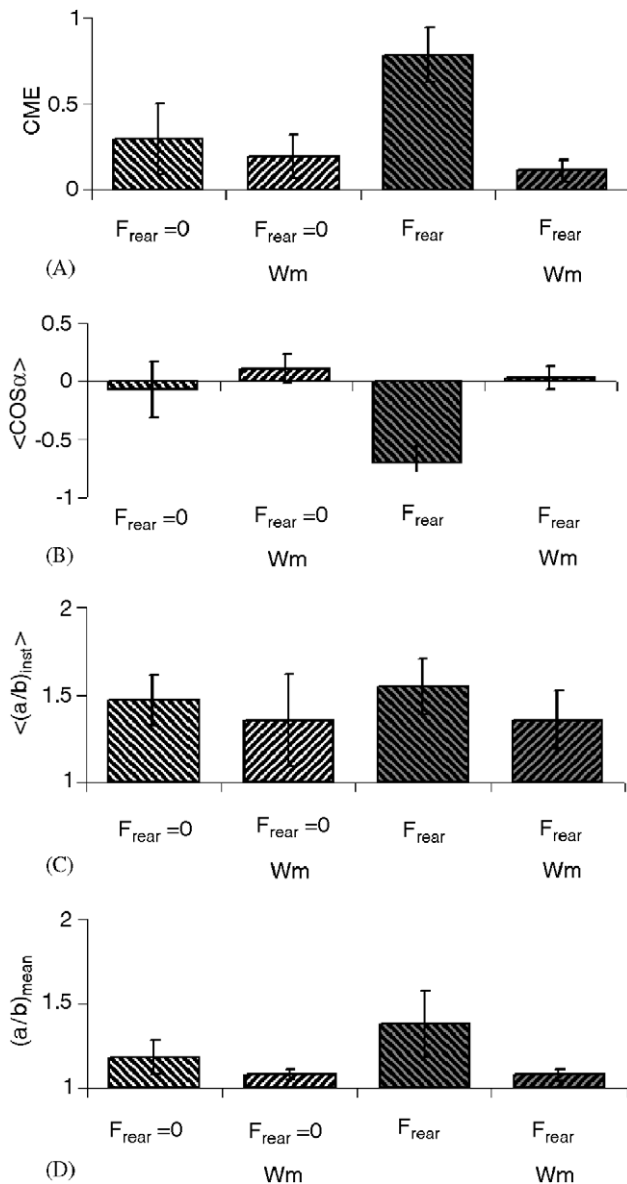 1
CME
0.5
0
F_rear =0 F_rear =0 F_rear F_rear
(A) Wm Wm
0.5
<COSα>
0
-0.5
-1
F_rear =0 F_rear =0 F_rear F_rear
(B) Wm Wm
2
<(a/b)_inst>
1.5
1
F_rear =0 F_rear =0 F_rear F_rear
(C) Wm Wm
2
(a/b)_mean
1.5
1
F_rear =0 F_rear =0 F_rear F_rear
(D) Wm Wm